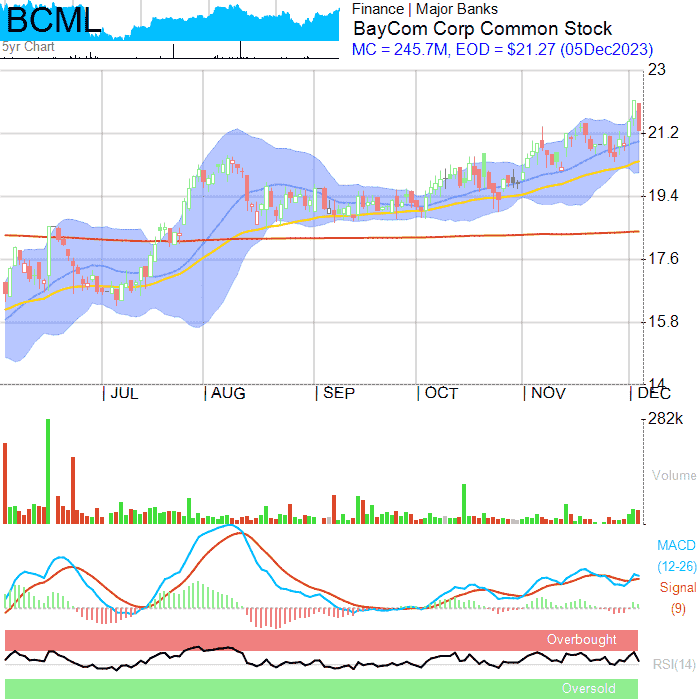 BCML
5yr Chart
Finance | Major Banks
BayCom Corp Common Stock
MC = 245.7M, EOD = $21.27 (05Dec2023)
23
21.2
19.4
17.6
15.8
14
| JUL | AUG | SEP | OCT | NOV | DEC
282k
Volume
MACD
(12-26)
Signal
(9)
Overbought
RSI(14)
Oversold